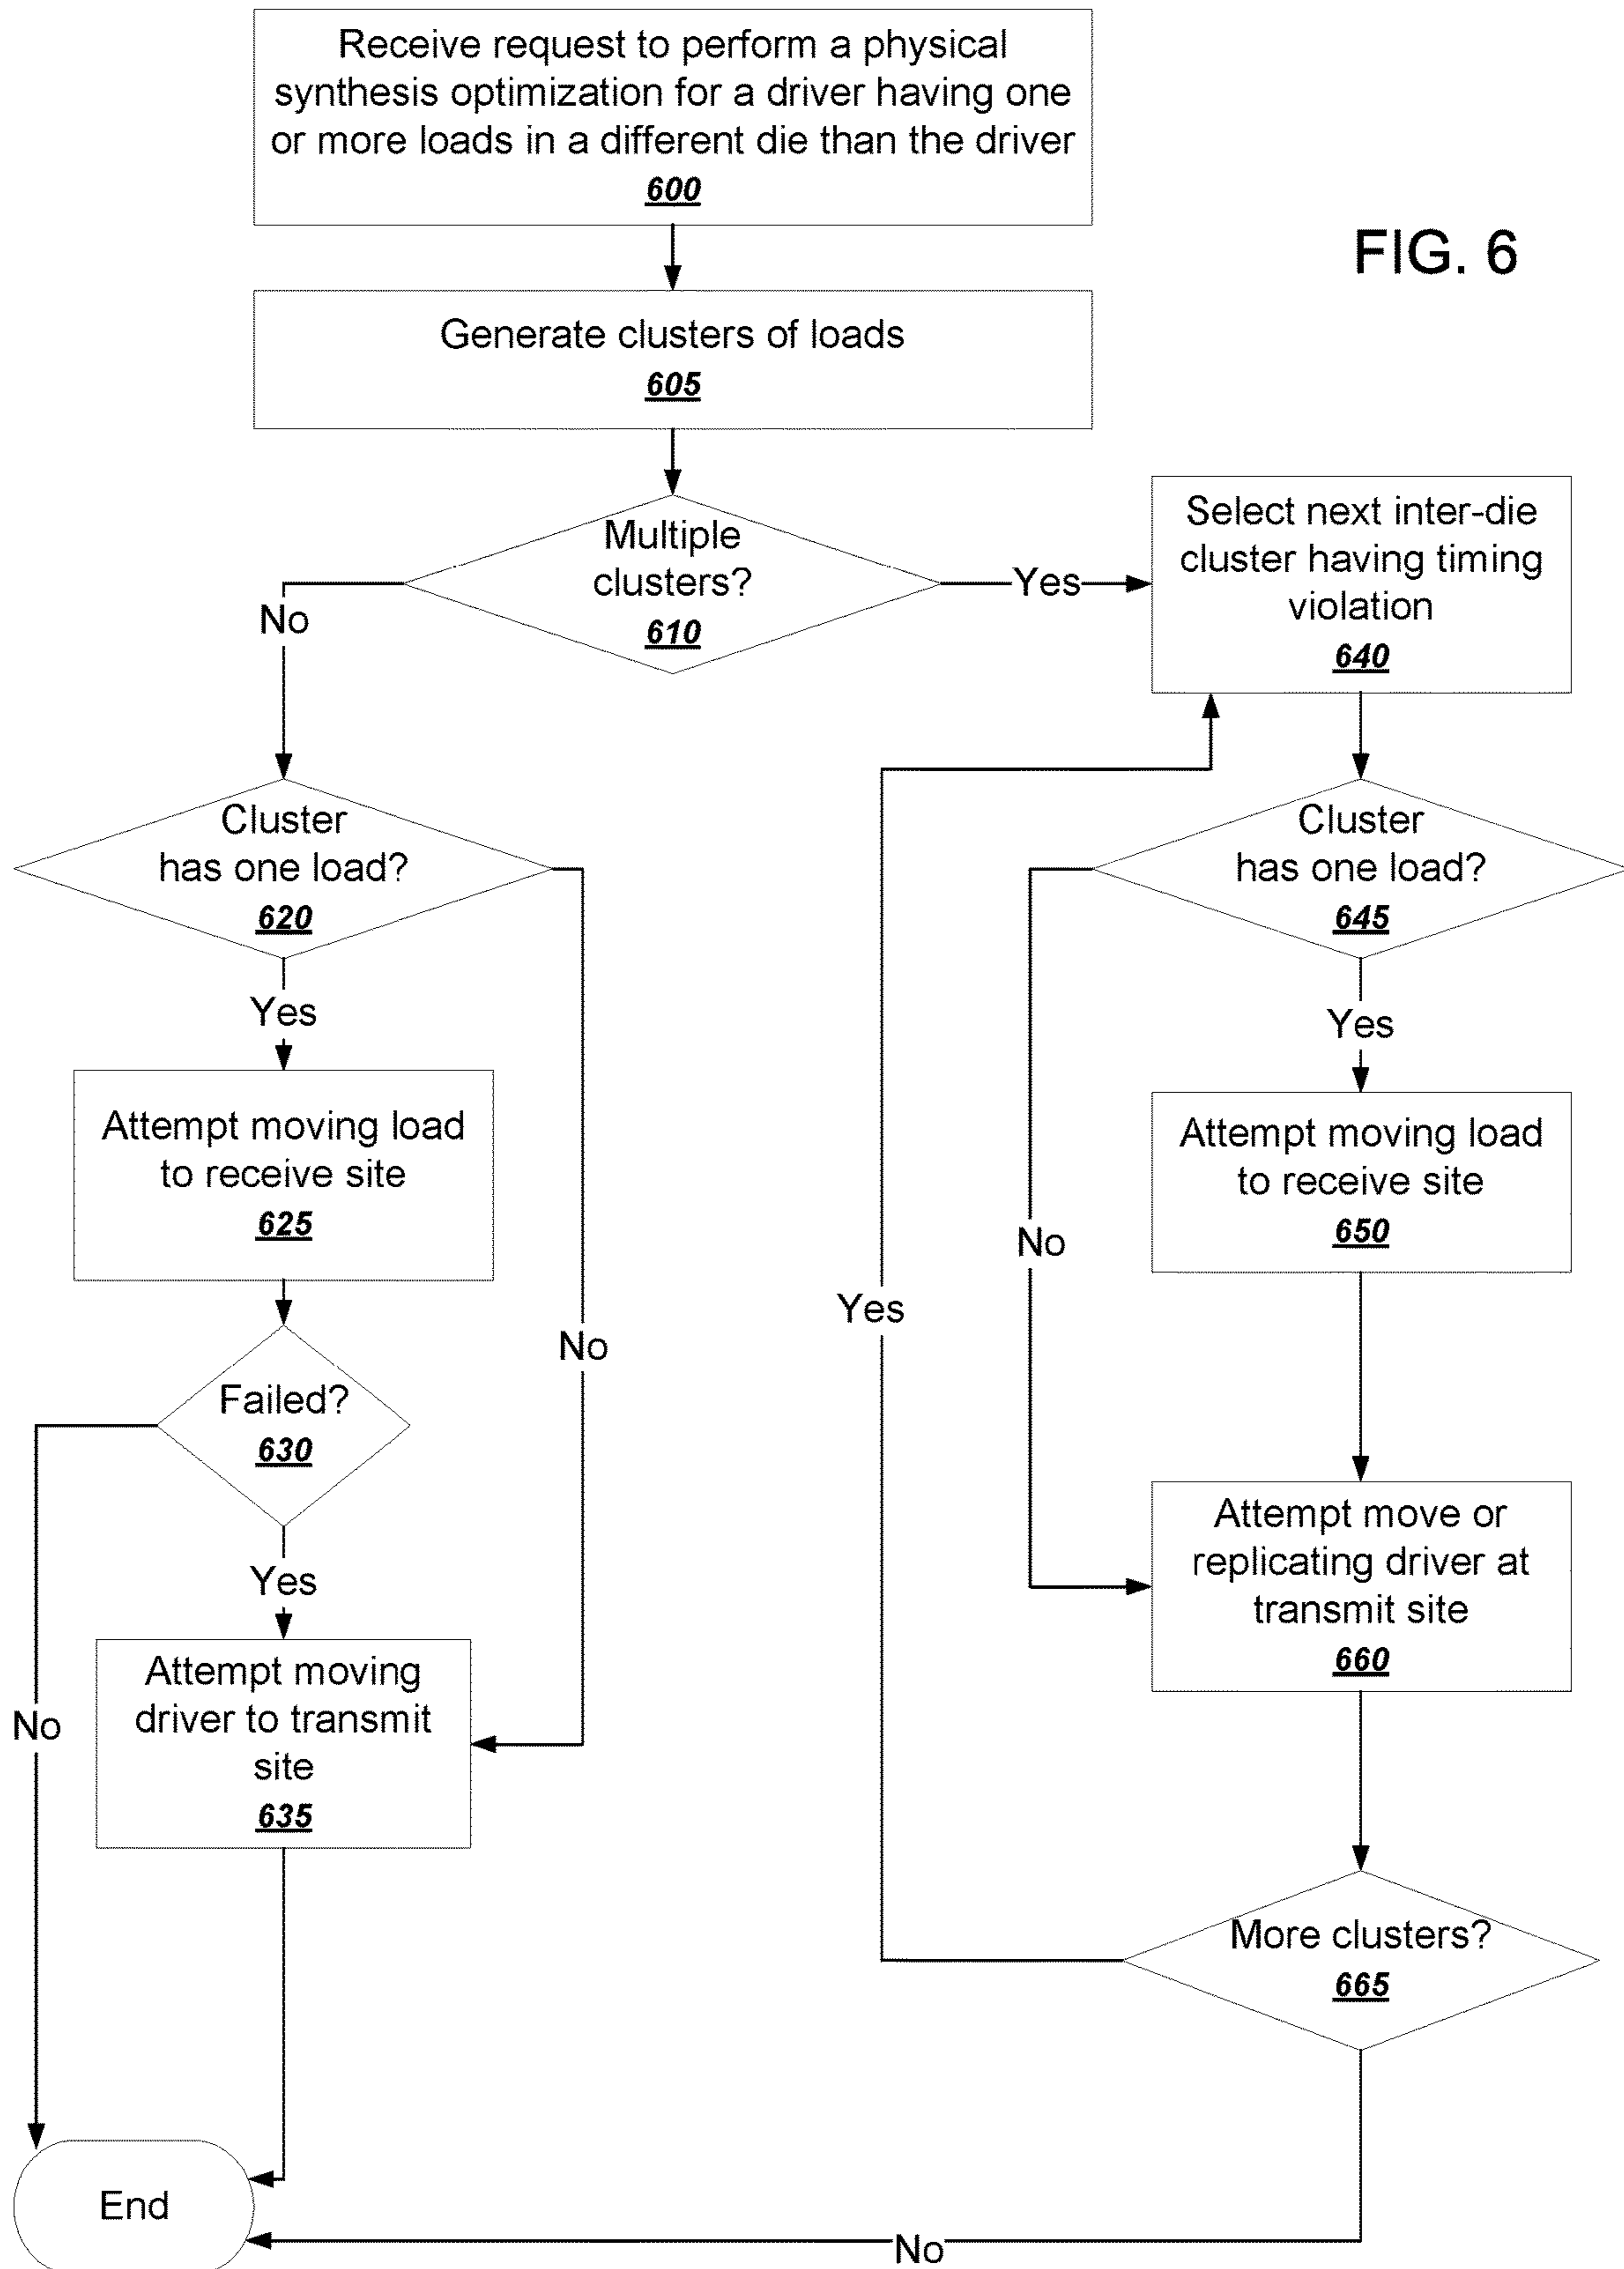 Receive request to perform a physical
synthesis optimization for a driver having one
or more loads in a different die than the driver
600
FIG. 6
Generate clusters of loads
605
Multiple
clusters?
610
No
Yes
Select next inter-die
cluster having timing
violation
640
Cluster
has one load?
620
Yes
No
Attempt moving load
to receive site
625
Failed?
630
No
Yes
Attempt moving
driver to transmit
site
635
Cluster
has one load?
645
Yes
No
Attempt moving load
to receive site
650
Attempt move or
replicating driver at
transmit site
660
More clusters?
665
Yes
No
End